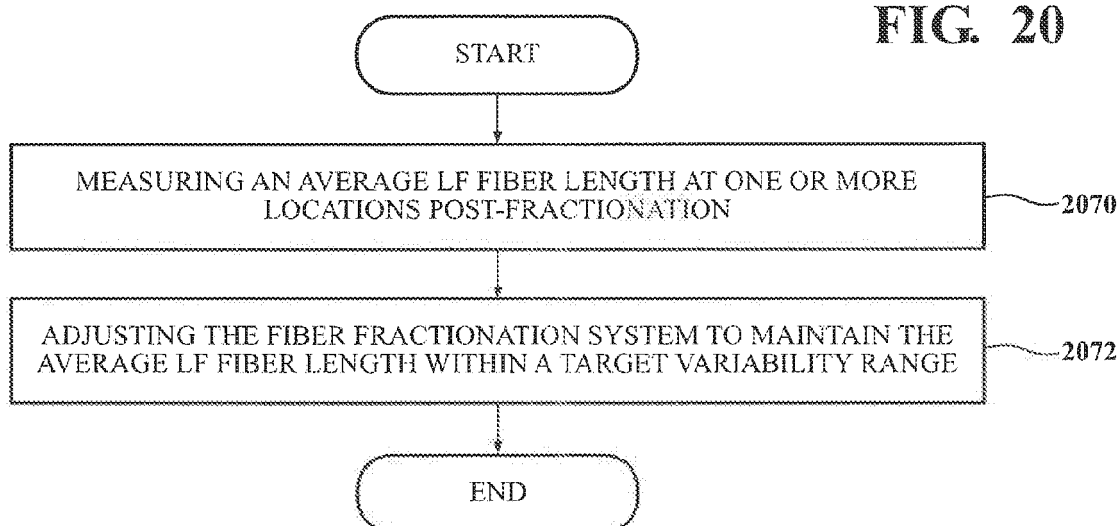 FIG. 20
START
MEASURING AN AVERAGE LF FIBER LENGTH AT ONE OR MORE
LOCATIONS POST-FRACTIONATION
2070
ADJUSTING THE FIBER FRACTIONATION SYSTEM TO MAINTAIN THE
AVERAGE LF FIBER LENGTH WITHIN A TARGET VARIABILITY RANGE
2072
END